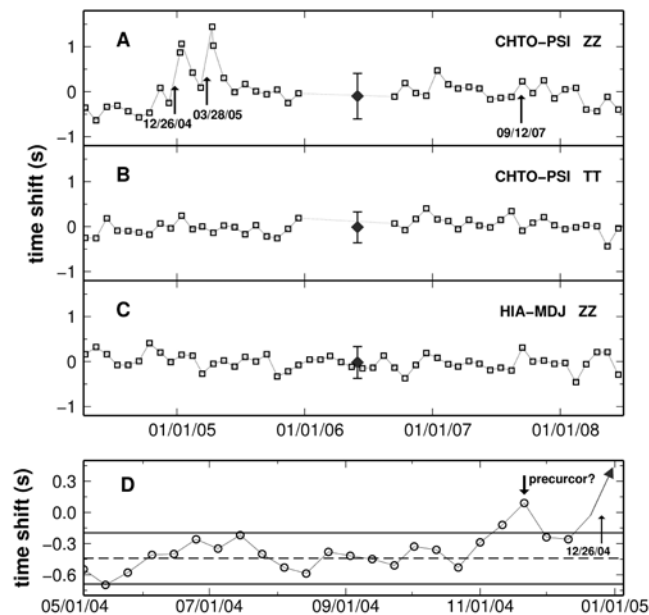 A
CHTO-PSI ZZ
1
0
-1
12/26/04
03/28/05
09/12/07
B
CHTO-PSI TT
1
0
-1
time shift (s)
C
HIA-MDJ ZZ
1
0
-1
time shift (s)
01/01/05 01/01/06 01/01/07 01/01/08
D
precurcor?
0.3
0.0
-0.3
-0.6
12/26/04
time shift (s)
05/01/04 07/01/04 09/01/04 11/01/04 01/01/05